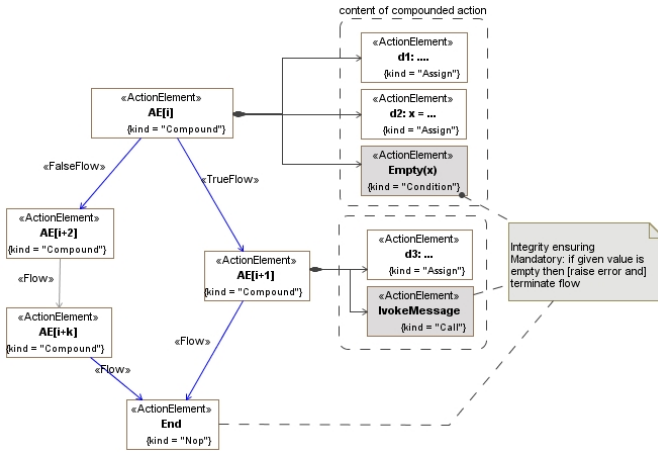 content of compounded action
«ActionElement»
d1: ....
{kind = "Assign"}
«ActionElement»
AE[i]
{kind = "Compound"}
«ActionElement»
d2: x = ...
{kind = "Assign"}
«ActionElement»
Empty(x)
{kind = "Condition"}
«FalseFlow»
«TrueFlow»
«ActionElement»
AE[i+2]
{kind = "Compound"}
«ActionElement»
AE[i+1]
{kind = "Compound"}
«ActionElement»
d3: ...
{kind = "Assign"}
Integrity ensuring
Mandatory: if given value is
empty then [raise error and]
terminate flow
«Flow»
«ActionElement»
IvokeMessage
{kind = "Call"}
«ActionElement»
AE[i+k]
{kind = "Compound"}
«Flow»
«Flow»
«ActionElement»
End
{kind = "Nop"}